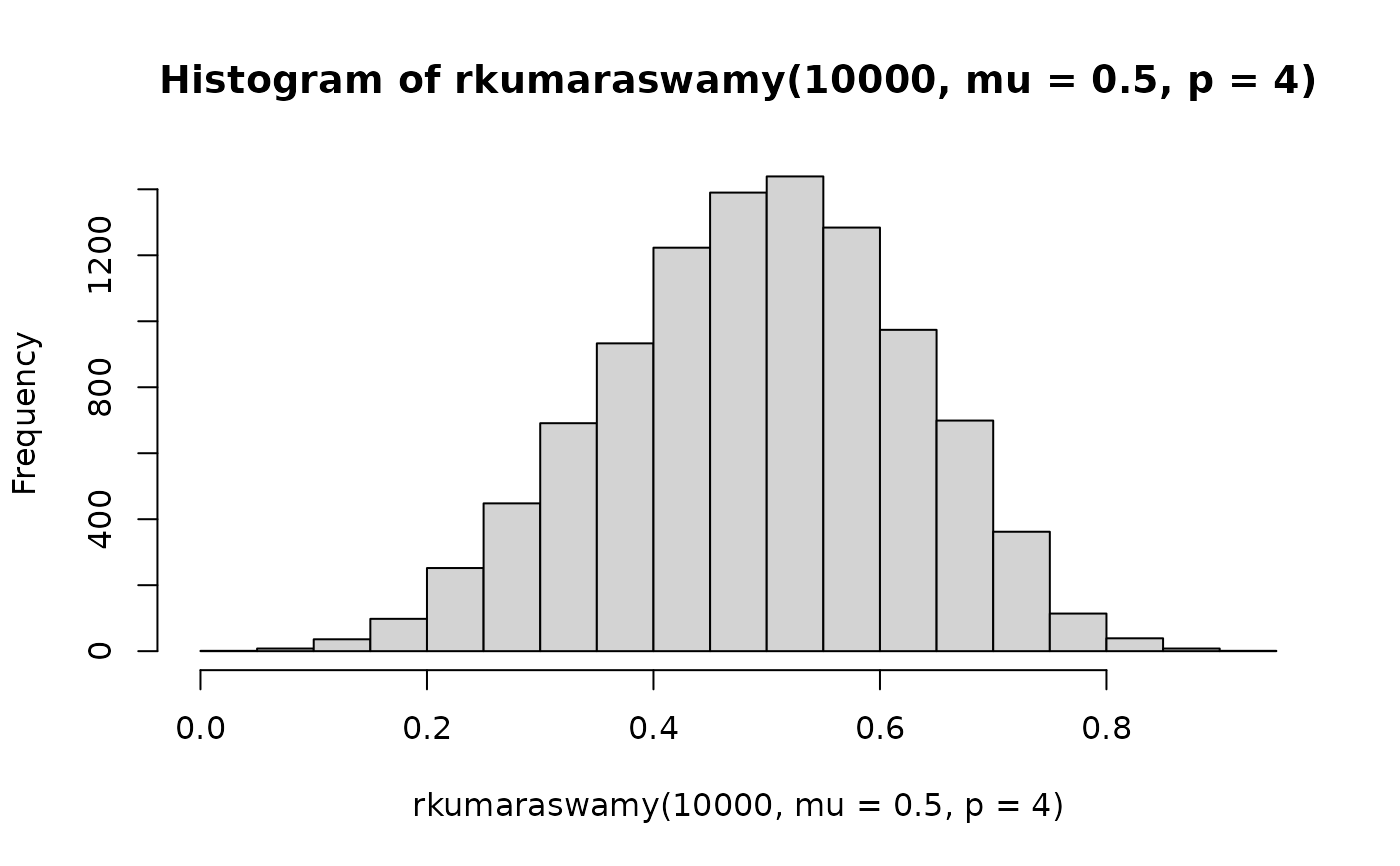 Histogram of rkumaraswamy(10000, mu = 0.5, p = 4)
Frequency
1200
800
400
0
0.0 0.2 0.4 0.6 0.8
rkumaraswamy(10000, mu = 0.5, p = 4)